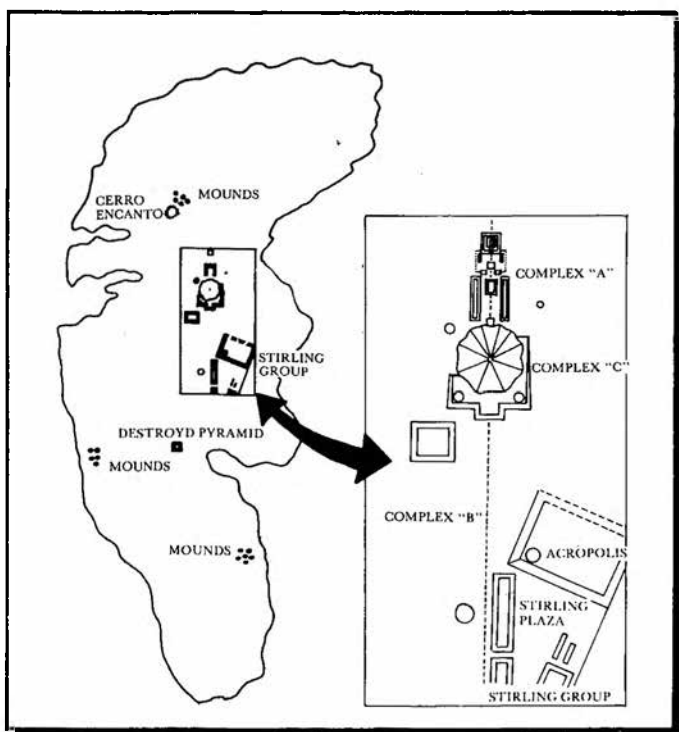 MOUNDS
CERRO
ENCANTO
STIRLING
GROUP
DESTROYD PYRAMID
MOUNDS
MOUNDS
COMPLEX "A"
COMPLEX "C"
COMPLEX "B"
ACROPOLIS
STIRLING
PLAZA
STIRLING GROUP